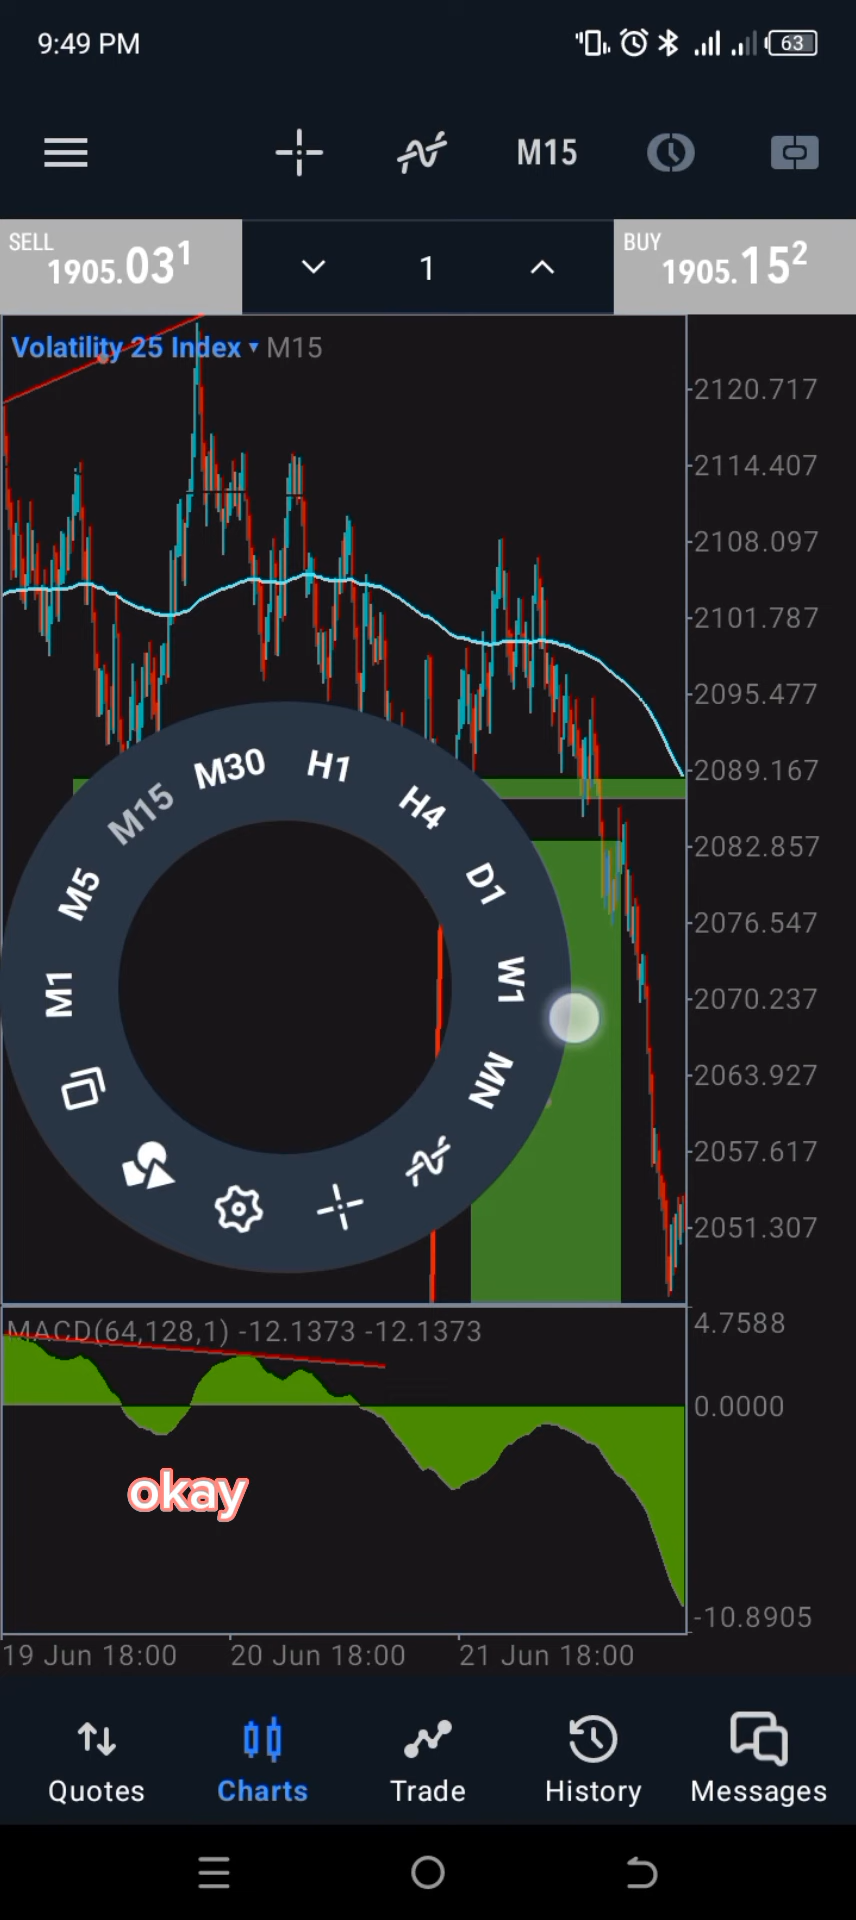 9:49 PM
63
M15
SELL
1905.03¹
1
BUY
1905.15²
Volatility 25 Index ▾ M15
2120.717
2114.407
2108.097
2101.787
2095.477
2089.167
2082.857
2076.547
2070.237
2063.927
2057.617
2051.307
M1
M5
M15
M30
H1
H4
D1
W1
MN
MACD(64,128,1) -12.1373 -12.1373
4.7588
0.0000
-10.8905
okay
19 Jun 18:00 20 Jun 18:00 21 Jun 18:00
Quotes Charts Trade History Messages